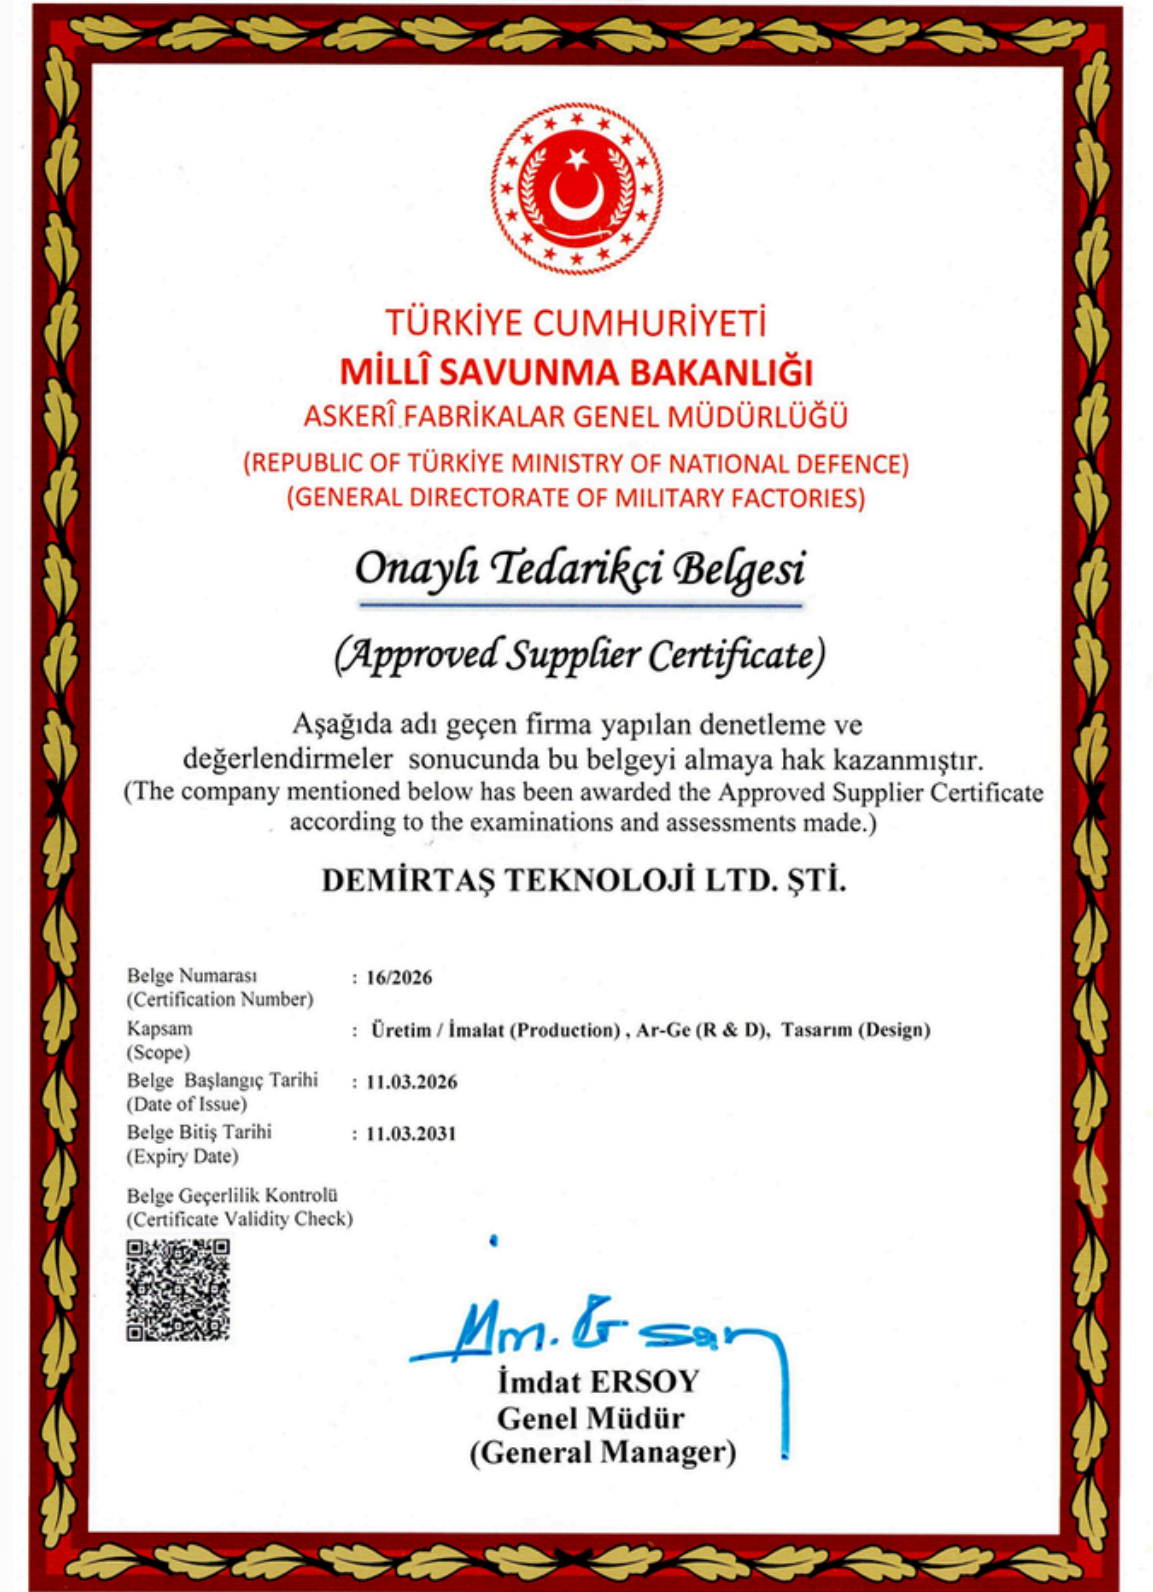 TÜRKİYE CUMHURİYETİ
MİLLÎ SAVUNMA BAKANLIĞI
ASKERÎ FABRİKALAR GENEL MÜDÜRLÜĞÜ
(REPUBLIC OF TÜRKİYE MINISTRY OF NATIONAL DEFENCE)
(GENERAL DIRECTORATE OF MILITARY FACTORIES)
Onaylı Tedarikçi Belgesi
(Approved Supplier Certificate)
Aşağıda adı geçen firma yapılan denetleme ve
değerlendirmeler sonucunda bu belgeyi almaya hak kazanmıştır.
(The company mentioned below has been awarded the Approved Supplier Certificate
according to the examinations and assessments made.)
DEMİRTAŞ TEKNOLOJİ LTD. ŞTİ.
Belge Numarası : 16/2026
(Certification Number)
Kapsam : Üretim / İmalat (Production) , Ar-Ge (R & D), Tasarım (Design)
(Scope)
Belge Başlangıç Tarihi : 11.03.2026
(Date of Issue)
Belge Bitiş Tarihi : 11.03.2031
(Expiry Date)
Belge Geçerlilik Kontrolü
(Certificate Validity Check)
İmdat ERSOY
Genel Müdür
(General Manager)